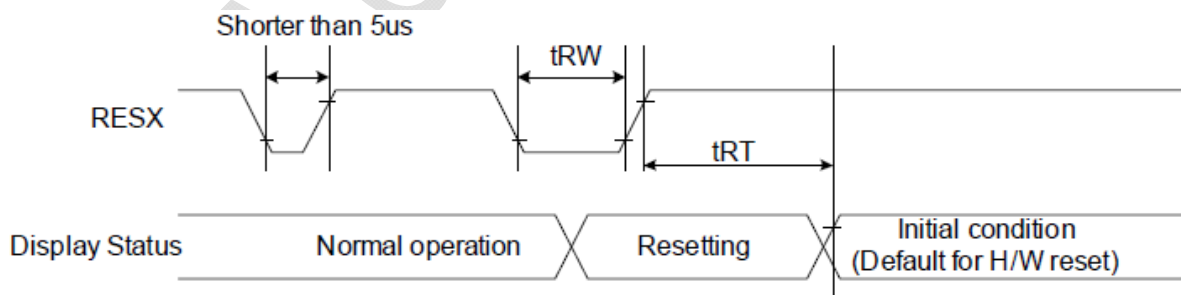 Shorter than 5us
tRW
RESX
tRT
Display Status
Normal operation
Resetting
Initial condition
(Default for H/W reset)